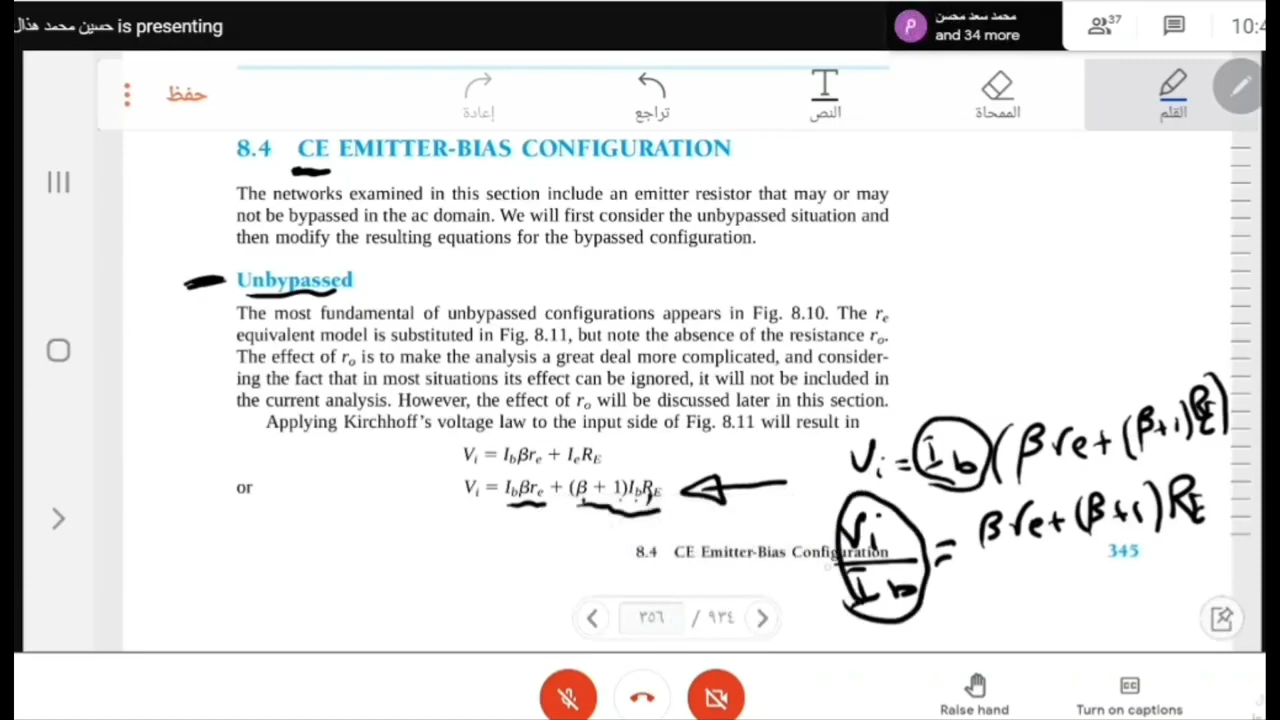 حسين محمد هذال is presenting
محمد سعد محسن
and 34 more
37
حفظ
إعادة
تراجع
النص
الممحاة
القلم
8.4 CE EMITTER-BIAS CONFIGURATION
The networks examined in this section include an emitter resistor that may or may
not be bypassed in the ac domain. We will first consider the unbypassed situation and
then modify the resulting equations for the bypassed configuration.
Unbypassed
The most fundamental of unbypassed configurations appears in Fig. 8.10. The rₑ
equivalent model is substituted in Fig. 8.11, but note the absence of the resistance rₒ.
The effect of rₒ is to make the analysis a great deal more complicated, and consider-
ing the fact that in most situations its effect can be ignored, it will not be included in
the current analysis. However, the effect of rₒ will be discussed later in this section.
Applying Kirchhoff's voltage law to the input side of Fig. 8.11 will result in
Vi = Ibβre + IeRE
or Vi = Ibβre + (β + 1)IbRE
Vi = Ib(βre+(β+1)RE)
Vi/Ib = βre+(β+1)RE
8.4 CE Emitter-Bias Configuration 345
٣٥٦ / ٩٣٤
Raise hand
Turn on captions